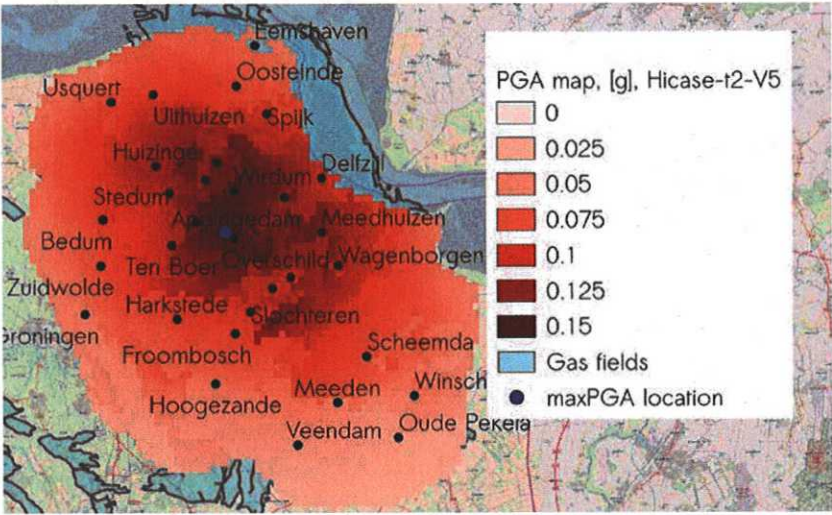 Eemshaven
Oosteinde
Usquert
Uithuizen
Spijk
Huizinge
Delfzijl
Wirdum
Stedum
Appingedam
Meedhuizen
Bedum
Ten Boer
Overschild
Wagenborgen
Zuidwolde
Harkstede
Slochteren
Groningen
Froombosch
Scheemda
Meeden
Winsch
Hoogezande
Veendam
Oude Pekela
PGA map, [g], Hicase-t2-V5
0
0.025
0.05
0.075
0.1
0.125
0.15
Gas fields
maxPGA location